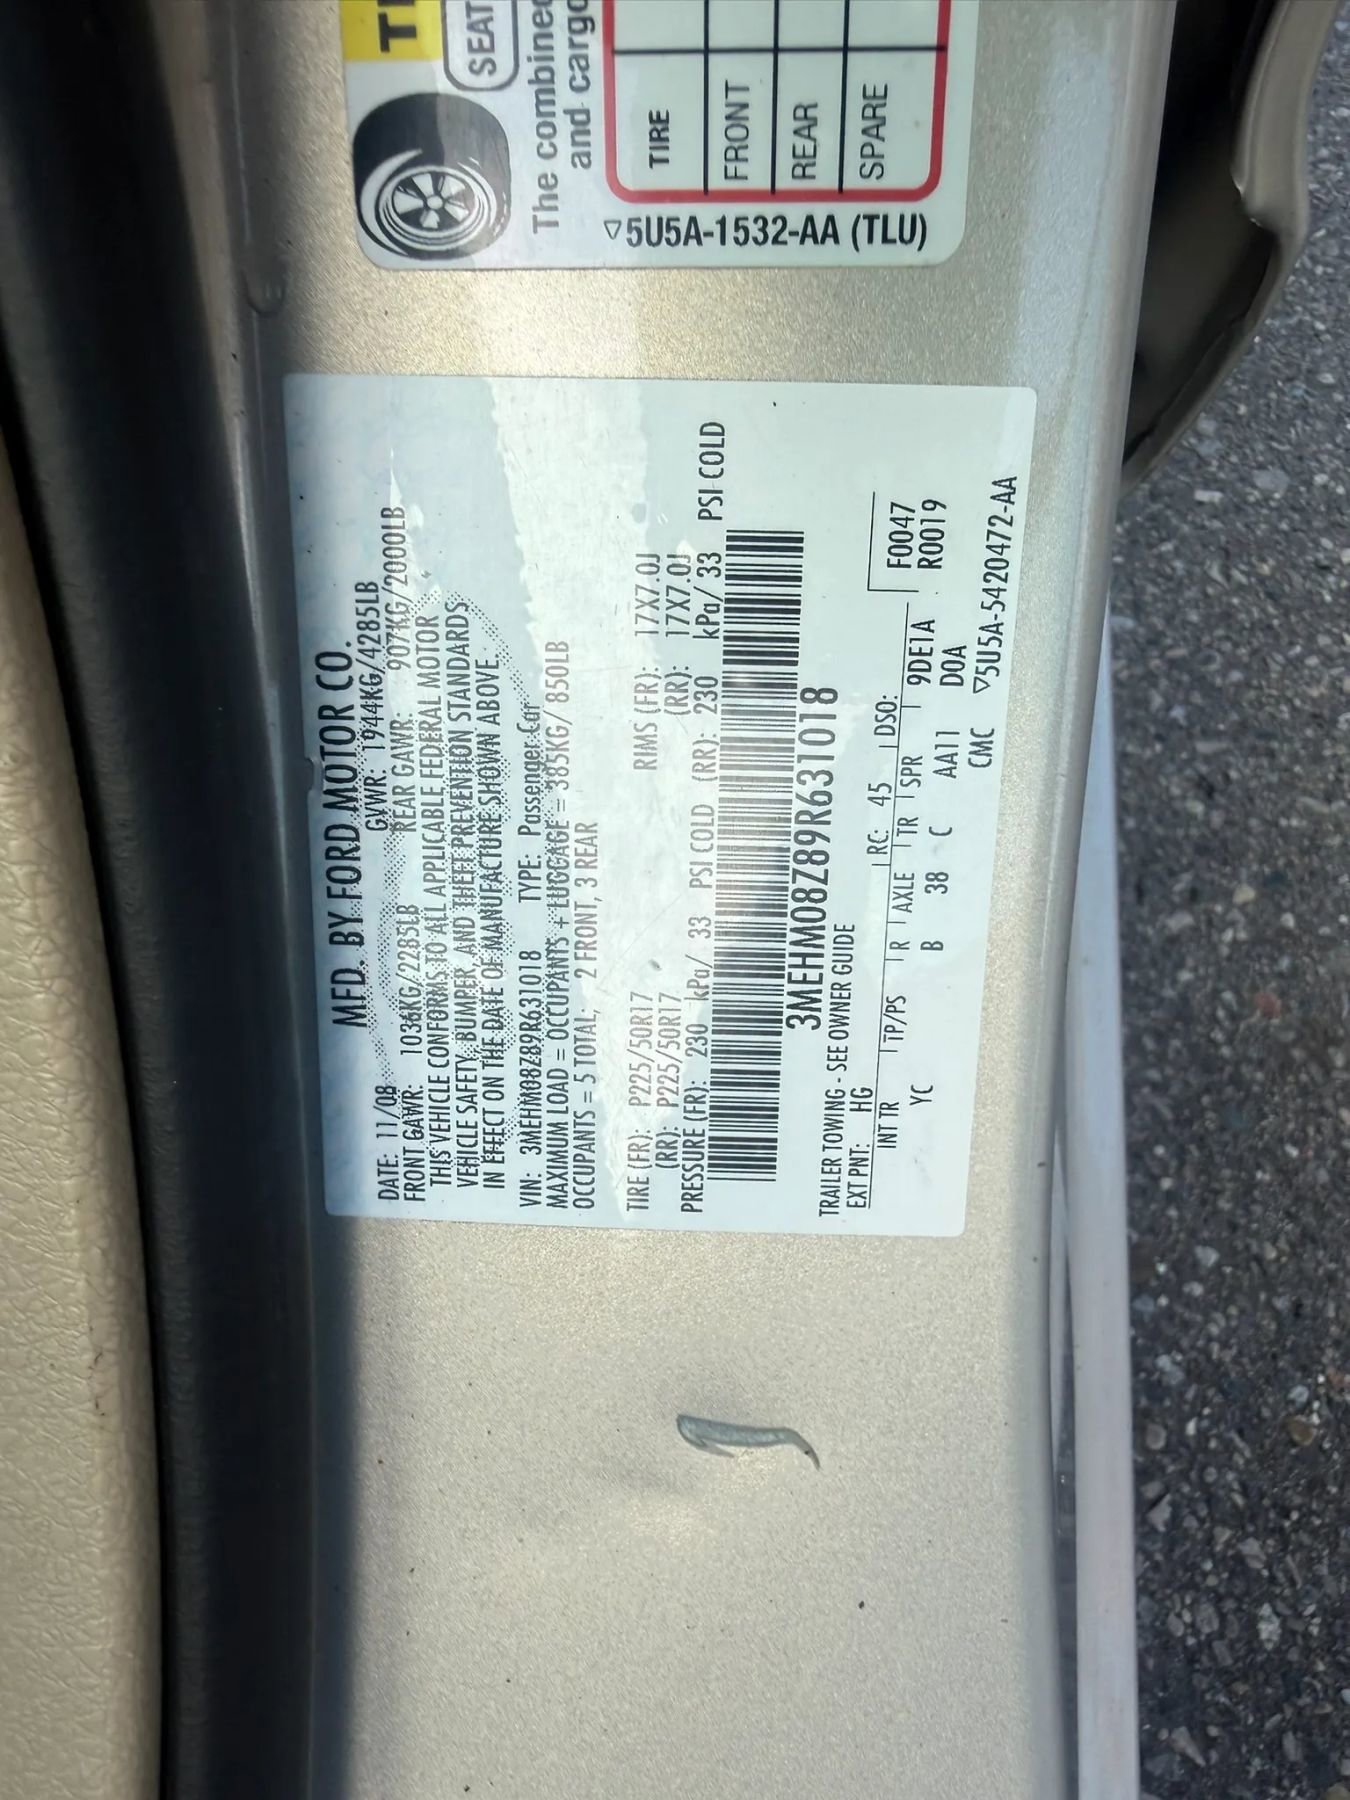 MFD. BY FORD MOTOR CO.
DATE: 11/08 GVWR: 1944KG/4285LB
FRONT GAWR: 1036KG/2285LB REAR GAWR: 907KG/2000LB
THIS VEHICLE CONFORMS TO ALL APPLICABLE FEDERAL MOTOR
VEHICLE SAFETY, BUMPER, AND THEFT PREVENTION STANDARDS
IN EFFECT ON THE DATE OF MANUFACTURE SHOWN ABOVE.
VIN: 3MEHM08Z89R631018 TYPE: Passenger Car
MAXIMUM LOAD = OCCUPANTS + LUGGAGE = 385KG/ 850LB
OCCUPANTS = 5 TOTAL; 2 FRONT, 3 REAR
TIRE (FR): P225/50R17 RIMS (FR): 17X7.0J
(RR): P225/50R17 (RR): 17X7.0J
PRESSURE (FR): 230 kPa/ 33 PSI COLD (RR): 230 kPa/ 33 PSI COLD
3MEHM08Z89R631018
TRAILER TOWING - SEE OWNER GUIDE
EXT PNT: HG RC: 45 DSO:
INT TR TP/PS R AXLE TR SPR 9DE1A F0047
YC B 38 C AA11 D0A R0019
CMC ▽5U5A-5420472-AA
SEAT
The combined
and cargo
TIRE
FRONT
REAR
SPARE
▽5U5A-1532-AA (TLU)